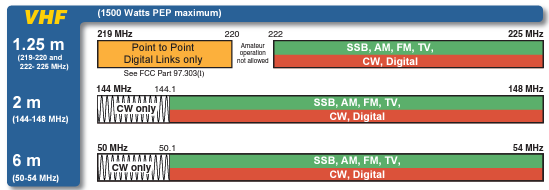 VHF
(1500 Watts PEP maximum)
1.25 m
(219-220 and
222- 225 MHz)
219 MHz
220
222
225 MHz
Point to Point
Digital Links only
Amateur
operation
not allowed
SSB, AM, FM, TV,
CW, Digital
See FCC Part 97.303(l)
2 m
(144-148 MHz)
144 MHz
144.1
148 MHz
CW only
SSB, AM, FM, TV,
CW, Digital
6 m
(50-54 MHz)
50 MHz
50.1
54 MHz
CW only
SSB, AM, FM, TV,
CW, Digital